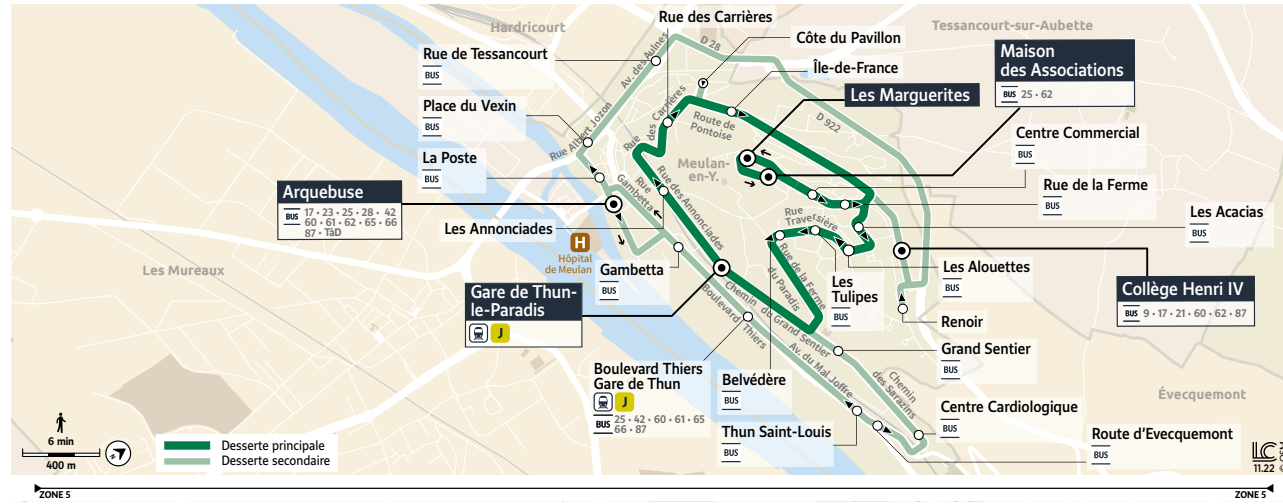 Hardricourt
Tessancourt-sur-Aubette
Rue des Carrières
Côte du Pavillon
Île-de-France
Rue de Tessancourt
BUS
Maison
des Associations
BUS 25 • 62
Les Marguerites
Place du Vexin
BUS
La Poste
BUS
Centre Commercial
BUS
Rue de la Ferme
BUS
Les Acacias
BUS
Arquebuse
BUS 17 • 23 • 25 • 28 • 42
60 • 61 • 62 • 65 • 66
87 • TàD
Les Annonciades
Les Mureaux
H
Hôpital
de Meulan
Gambetta
BUS
Gare de Thun-
le-Paradis
J
Les Alouettes
BUS
Les
Tulipes
BUS
Collège Henri IV
BUS 9 • 17 • 21 • 60 • 62 • 87
Renoir
Grand Sentier
BUS
Boulevard Thiers
Gare de Thun
J
BUS 25 • 42 • 60 • 61 • 65
66 • 87
Belvédère
BUS
Thun Saint-Louis
BUS
Centre Cardiologique
BUS
Route d'Evecquemont
BUS
Évecquemont
Meulan-
en-Y.
Av. des Aulnes
D 28
D 922
Rue Albert Jozon
Rue
des Carrières
Route de
Pontoise
Rue
Gambetta
Rue des Annonciades
Rue
Traversière
Rue de la Ferme
du Paradis
Chemin du Grand Sentier
Boulevard Thiers
Av. du Mal Joffre
Chemin
des Sarazins
6 min
400 m
Desserte principale
Desserte secondaire
LC
11.22
© OSM
ZONE 5
ZONE 5